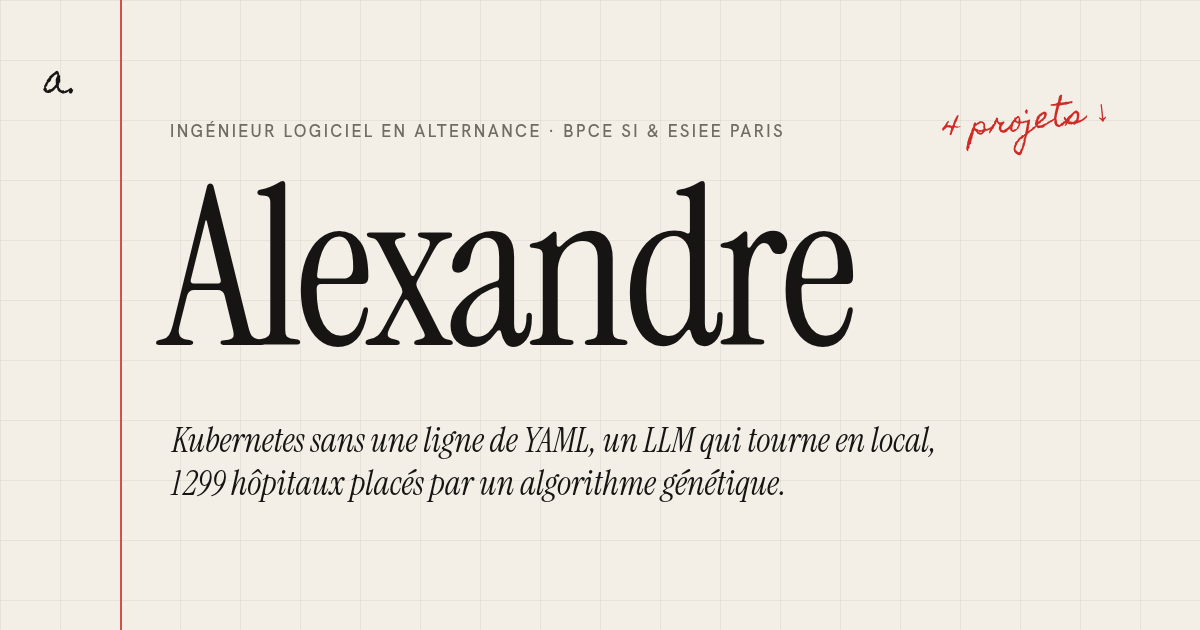 a.
INGÉNIEUR LOGICIEL EN ALTERNANCE · BPCE SI & ESIEE PARIS
4 projets ↓
Alexandre
Kubernetes sans une ligne de YAML, un LLM qui tourne en local,
1299 hôpitaux placés par un algorithme génétique.